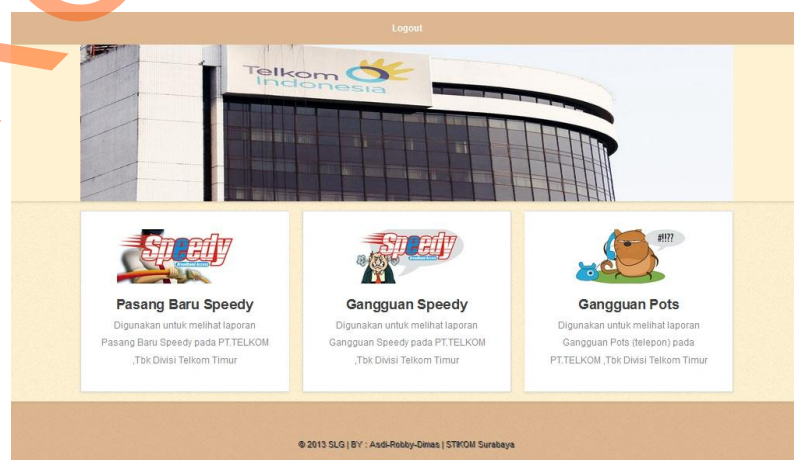 Logout
Telkom
Indonesia
Speedy
Pasang Baru Speedy
Digunakan untuk melihat laporan
Pasang Baru Speedy pada PT.TELKOM
,Tbk Divisi Telkom Timur
Speedy
Gangguan Speedy
Digunakan untuk melihat laporan
Gangguan Speedy pada PT.TELKOM
,Tbk Divisi Telkom Timur
#!!??
Gangguan Pots
Digunakan untuk melihat laporan
Gangguan Pots (telepon) pada
PT.TELKOM ,Tbk Divisi Telkom Timur
© 2013 SLG | BY : Asdi-Robby-Dimas | STIKOM Surabaya